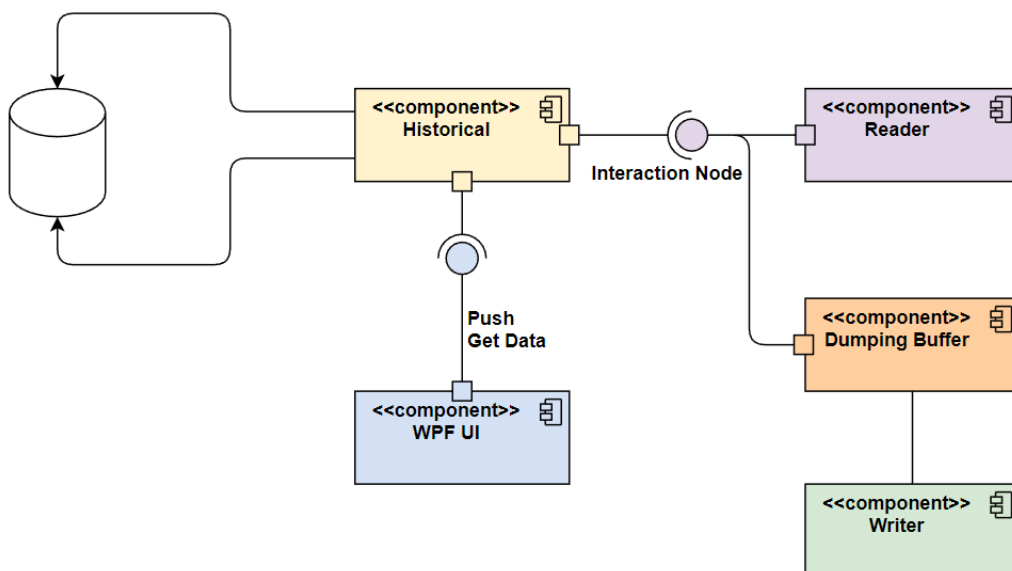 <<component>>
Historical
<<component>>
Reader
Interaction Node
<<component>>
Dumping Buffer
Push
Get Data
<<component>>
WPF UI
<<component>>
Writer